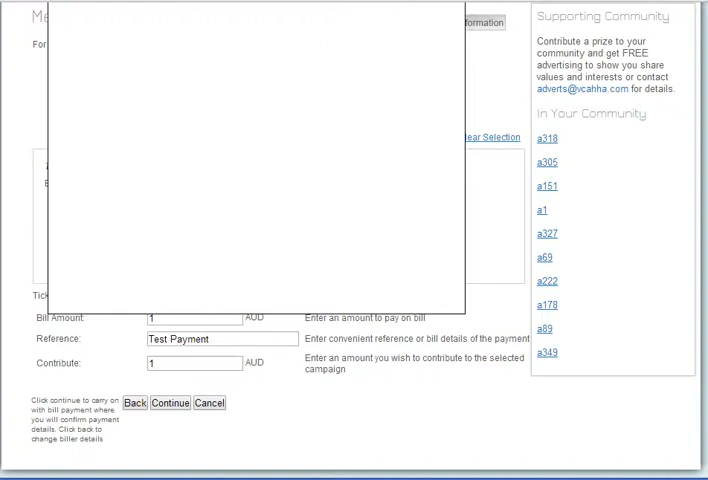 Me
formation
For
lear Selection
Tick
Bill Amount: 1 AUD Enter an amount to pay on bill
Reference: Test Payment Enter convenient reference or bill details of the payment
Contribute: 1 AUD Enter an amount you wish to contribute to the selected
campaign
Click continue to carry on
with bill payment where
you will confirm payment
details. Click back to
change biller details
Back Continue Cancel
Supporting Community
Contribute a prize to your
community and get FREE
advertising to show you share
values and interests or contact
adverts@vcahha.com for details.
In Your Community
a318
a305
a151
a1
a327
a69
a222
a178
a89
a349